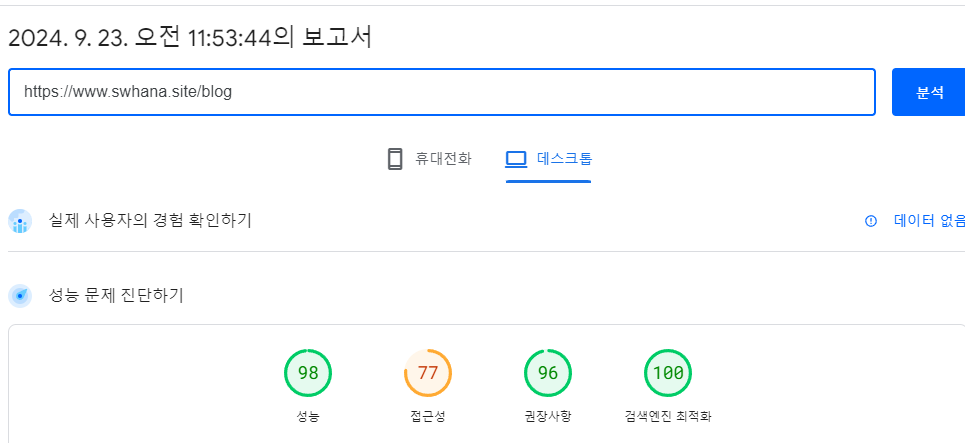 2024. 9. 23. 오전 11:53:44의 보고서
https://www.swhana.site/blog
분석
휴대전화
데스크톱
실제 사용자의 경험 확인하기
데이터 없음
성능 문제 진단하기
98 77 96 100
성능 접근성 권장사항 검색엔진 최적화